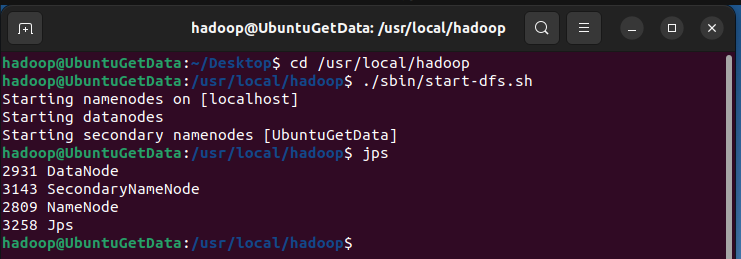 hadoop@UbuntuGetData: /usr/local/hadoop
hadoop@UbuntuGetData:~/Desktop$ cd /usr/local/hadoop
hadoop@UbuntuGetData:/usr/local/hadoop$ ./sbin/start-dfs.sh
Starting namenodes on [localhost]
Starting datanodes
Starting secondary namenodes [UbuntuGetData]
hadoop@UbuntuGetData:/usr/local/hadoop$ jps
2931 DataNode
3143 SecondaryNameNode
2809 NameNode
3258 Jps
hadoop@UbuntuGetData:/usr/local/hadoop$